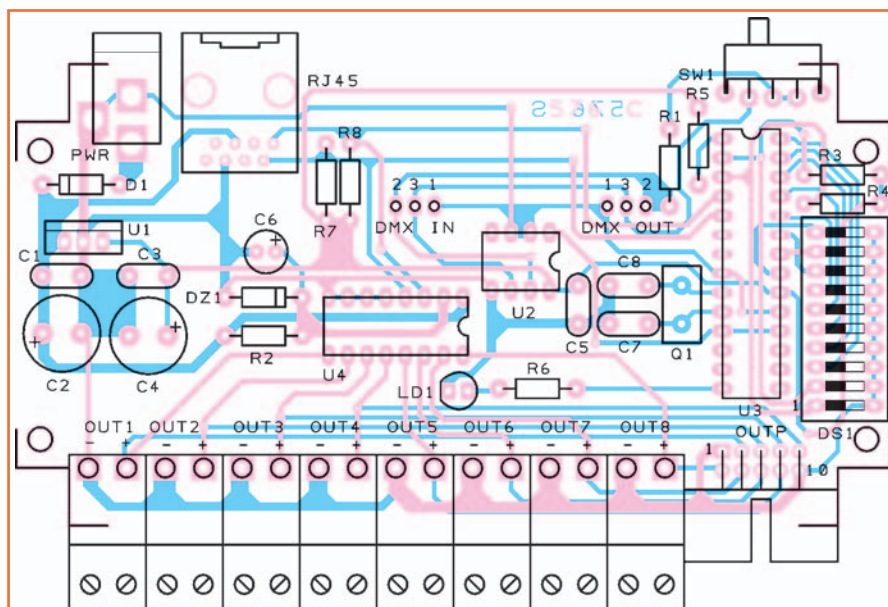 RJ45
SW1
R5
R1
R8
PWR
D1
R3
R4
2 3 1
1 3 2
DMX IN
DMX OUT
R7
U1
C6
C1
C3
C8
DZ1
U2
R2
C5
C7
Q1
C2
C4
U4
LD1
R6
U3
1
DS1
OUT1
OUT2
OUT3
OUT4
OUT5
OUT6
OUT7
OUT8
OUTP
- + - + - + - + - + - + - + - +
1
10